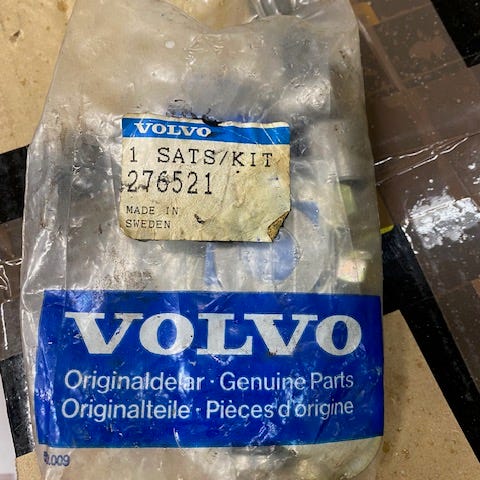 VOLVO
1 SATS/KIT
276521
MADE IN
SWEDEN
VOLVO
Originaldelar · Genuine Parts
Originalteile · Pièces d'origine